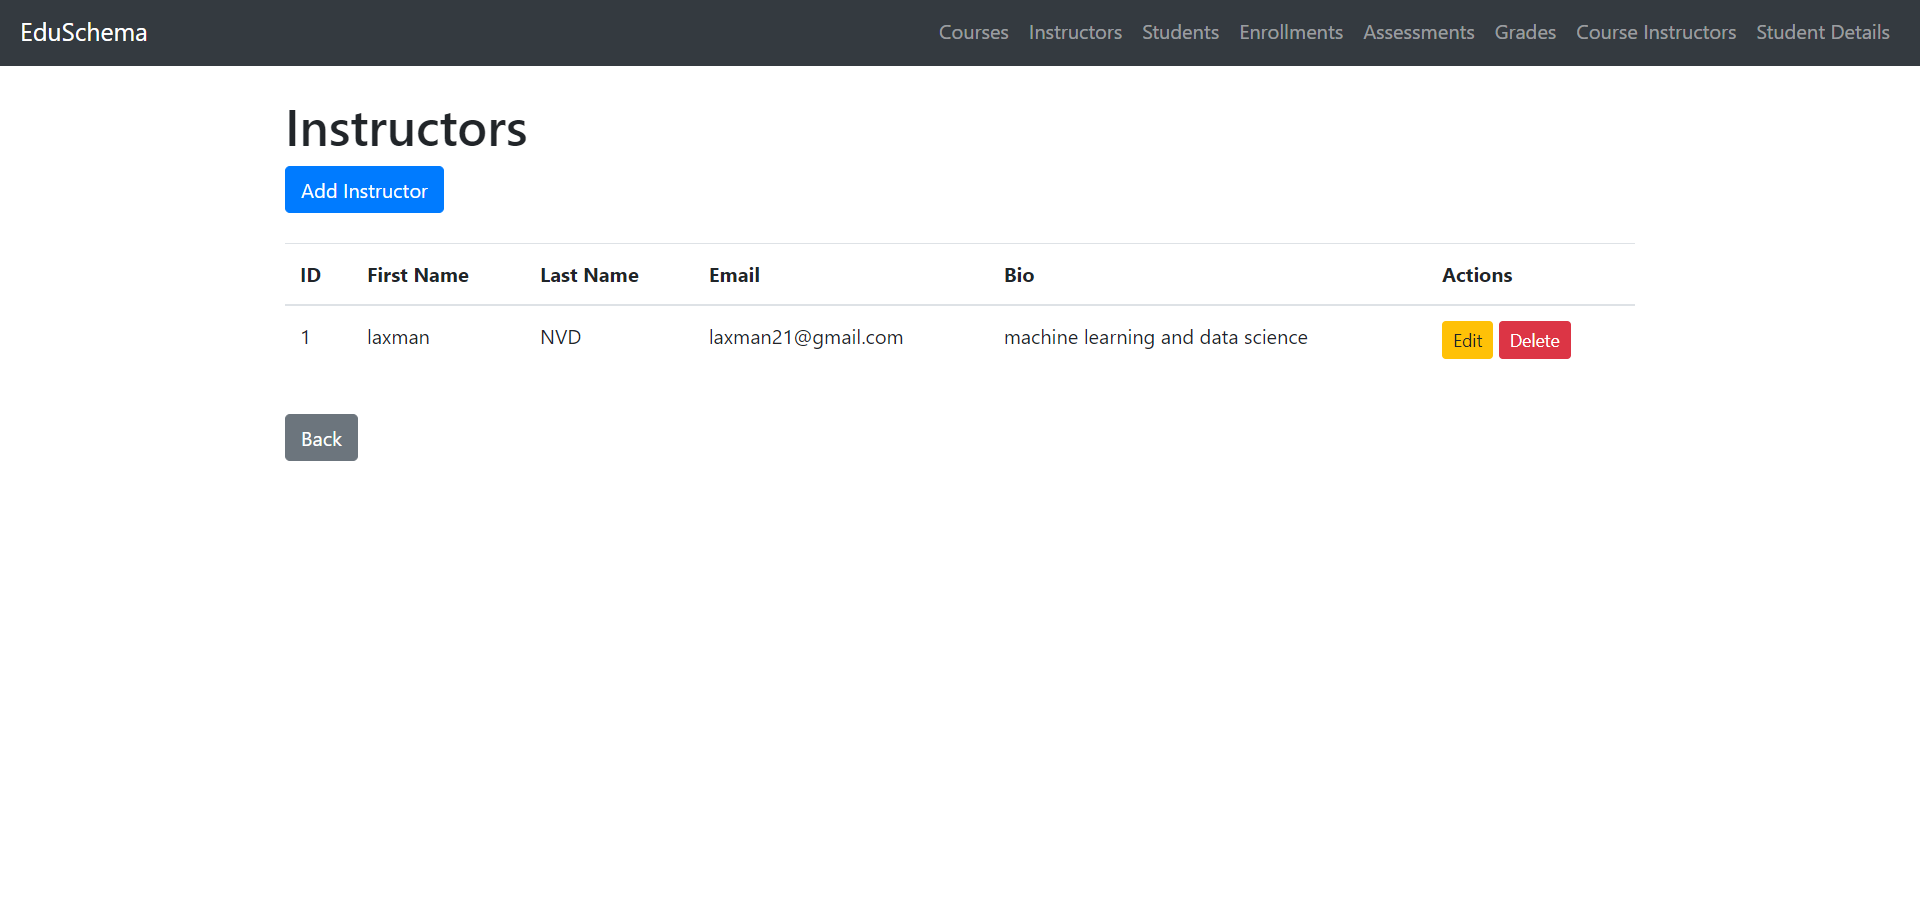 EduSchema Courses Instructors Students Enrollments Assessments Grades Course Instructors Student Details
Instructors
Add Instructor
ID First Name Last Name Email Bio Actions
1 laxman NVD laxman21@gmail.com machine learning and data science Edit Delete
Back